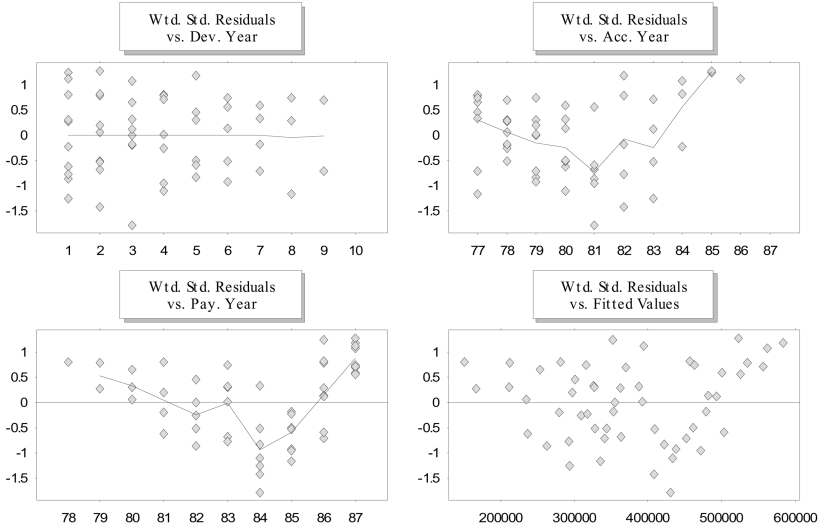 Wtd. Std. Residuals
vs. Dev. Year
1
0.5
0
-0.5
-1
-1.5
1 2 3 4 5 6 7 8 9 10
Wtd. Std. Residuals
vs. Acc. Year
1
0.5
0
-0.5
-1
-1.5
77 78 79 80 81 82 83 84 85 86 87
Wtd. Std. Residuals
vs. Pay. Year
1
0.5
0
-0.5
-1
-1.5
78 79 80 81 82 83 84 85 86 87
Wtd. Std. Residuals
vs. Fitted Values
1
0.5
0
-0.5
-1
-1.5
200000 300000 400000 500000 600000